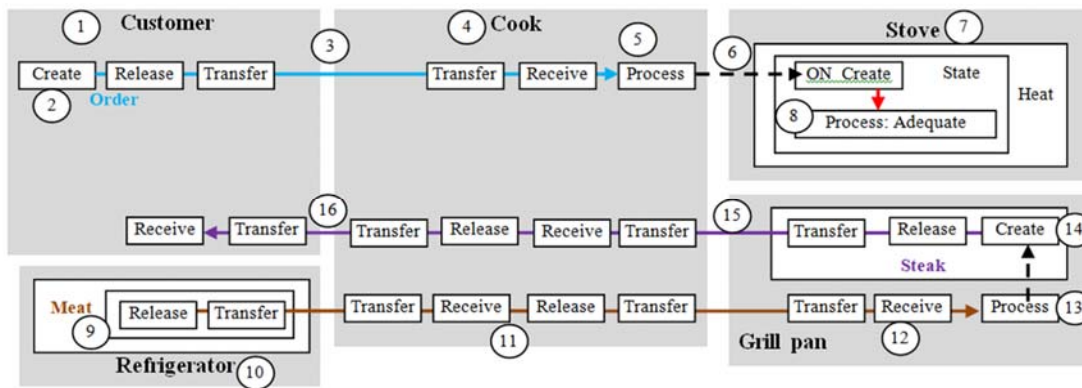 1 Customer
3
4 Cook
5
6
Stove 7
Create Release Transfer
Transfer Receive Process
ON Create State
Heat
2 Order
8 Process: Adequate
Receive Transfer 16 Transfer Release Receive Transfer 15 Transfer Release Create 14
Steak
Meat
9 Release Transfer
Transfer Receive Release Transfer
Transfer Receive Process 13
11
12
Refrigerator 10
Grill pan